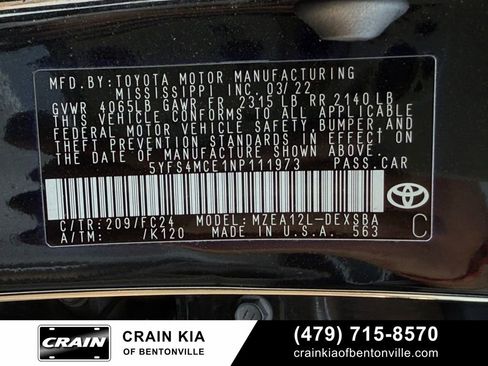 MFD.BY: TOYOTA MOTOR MANUFACTURING
MISSISSIPPI INC. 03/22
GVWR 4065LB GAWR FR 2315 LB RR 2140 LB
THIS VEHICLE CONFORMS TO ALL APPLICABLE
FEDERAL MOTOR VEHICLE SAFETY, BUMPER, AND
THEFT PREVENTION STANDARDS IN EFFECT ON
THE DATE OF MANUFACTURE SHOWN ABOVE.
5YFS4MCE1NP111973 PASS.CAR
C/TR:209/FC24 MODEL: MZEA12L-DEXSBA
A/TM: /K120 MADE IN U.S.A. 563
C
CRAIN
CRAIN KIA
OF BENTONVILLE
(479) 715-8570
crainkiaofbentonville.com